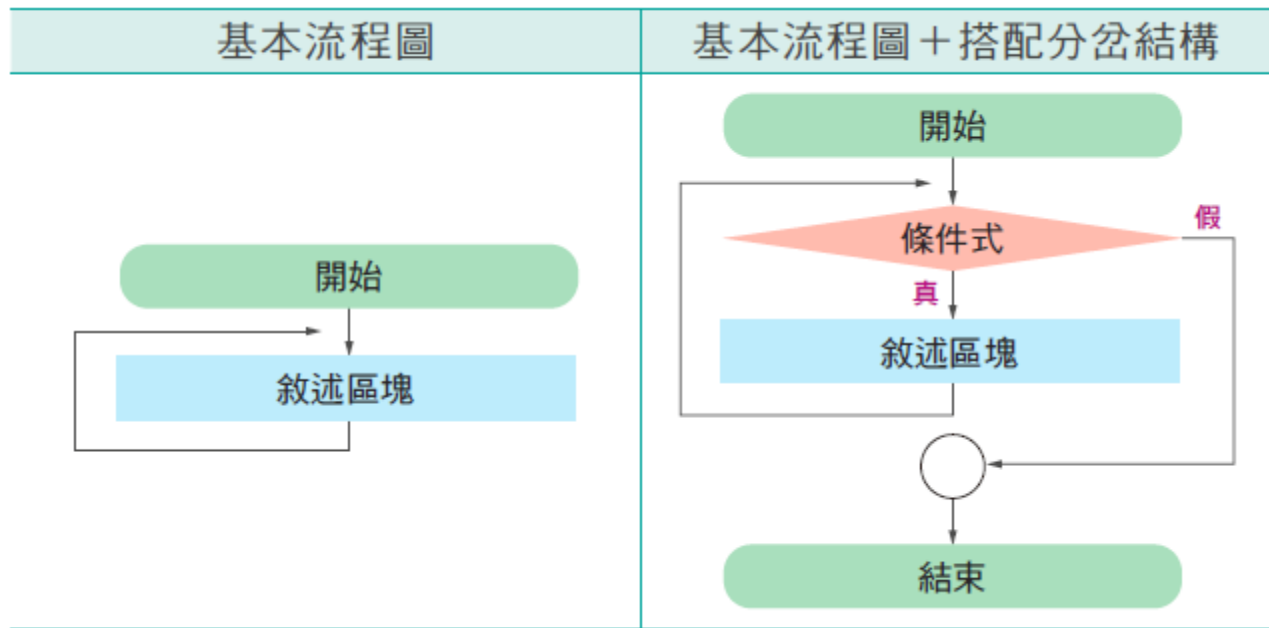 基本流程圖
基本流程圖＋搭配分岔結構
開始
敘述區塊
開始
條件式
假
真
敘述區塊
結束